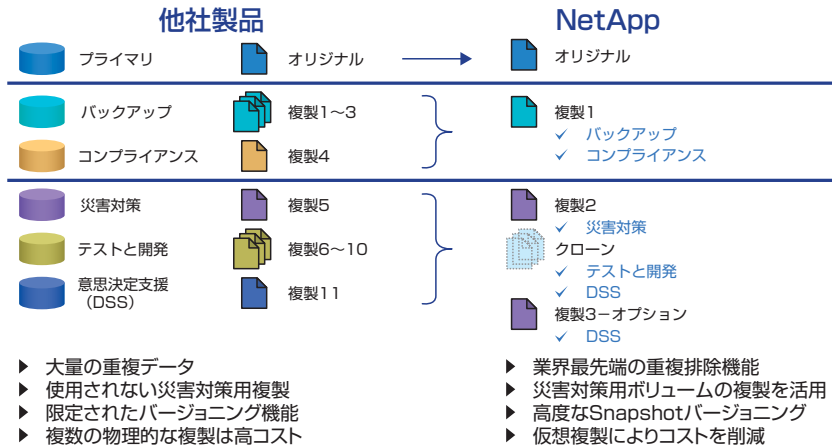 他社製品
NetApp
プライマリ
オリジナル
オリジナル
バックアップ
複製1～3
コンプライアンス
複製4
複製1
✓ バックアップ
✓ コンプライアンス
災害対策
複製5
テストと開発
複製6～10
意思決定支援
（DSS）
複製11
複製2
✓ 災害対策
クローン
✓ テストと開発
✓ DSS
複製3－オプション
✓ DSS
▶ 大量の重複データ
▶ 使用されない災害対策用複製
▶ 限定されたバージョニング機能
▶ 複数の物理的な複製は高コスト
▶ 業界最先端の重複排除機能
▶ 災害対策用ボリュームの複製を活用
▶ 高度なSnapshotバージョニング
▶ 仮想複製によりコストを削減